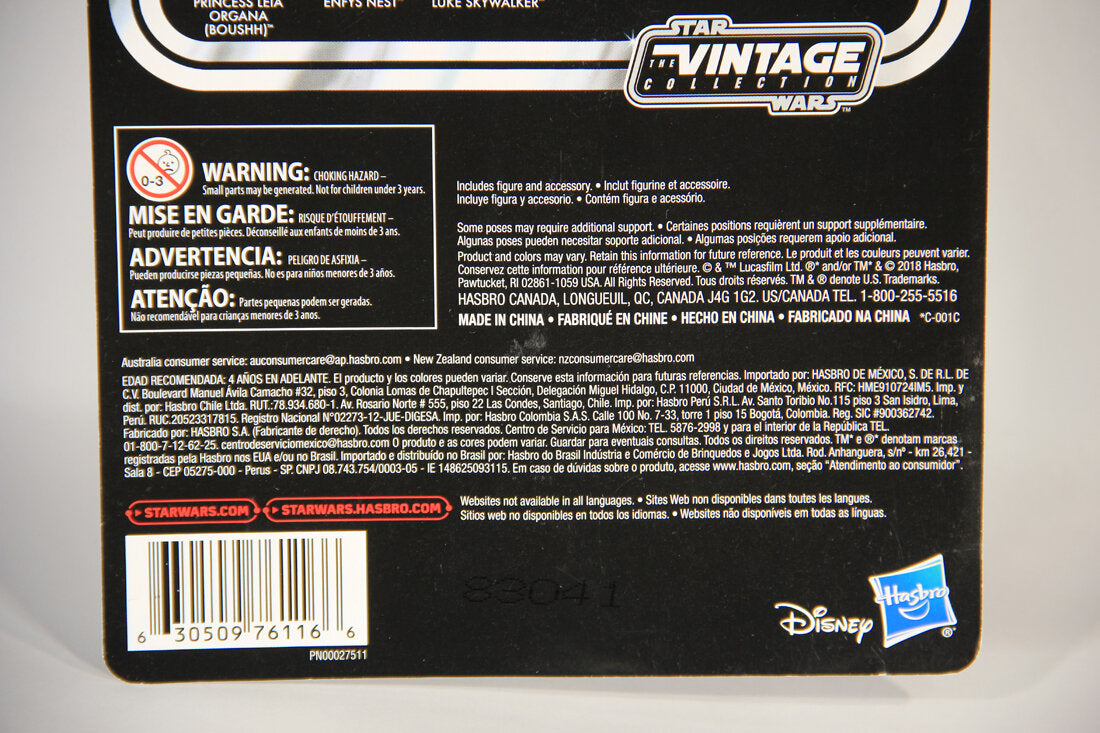 PRINCESS LEIA
ORGANA
(BOUSHH)™
ENFYS NEST™
LUKE SKYWALKER™
STAR
THE VINTAGE
COLLECTION
WARS™
0-3
WARNING: CHOKING HAZARD –
Small parts may be generated. Not for children under 3 years.
MISE EN GARDE: RISQUE D'ÉTOUFFEMENT –
Peut produire de petites pièces. Déconseillé aux enfants de moins de 3 ans.
ADVERTENCIA: PELIGRO DE ASFIXIA –
Pueden producirse piezas pequeñas. No es para niños menores de 3 años.
ATENÇÃO: Partes pequenas podem ser geradas.
Não recomendável para crianças menores de 3 anos.
Includes figure and accessory. • Inclut figurine et accessoire.
Incluye figura y accesorio. • Contém figura e acessório.
Some poses may require additional support. • Certaines positions requièrent un support supplémentaire.
Algunas poses pueden necesitar soporte adicional. • Algumas posições requerem apoio adicional.
Product and colors may vary. Retain this information for future reference. Le produit et les couleurs peuvent varier.
Conservez cette information pour référence ultérieure. © & ™ Lucasfilm Ltd. ®* and/or TM* & © 2018 Hasbro,
Pawtucket, RI 02861-1059 USA. All Rights Reserved. Tous droits réservés. TM & ® denote U.S. Trademarks.
HASBRO CANADA, LONGUEUIL, QC, CANADA J4G 1G2. US/CANADA TEL. 1-800-255-5516
MADE IN CHINA • FABRIQUÉ EN CHINE • HECHO EN CHINA • FABRICADO NA CHINA *C-001C
Australia consumer service: auconsumercare@ap.hasbro.com • New Zealand consumer service: nzconsumercare@hasbro.com
EDAD RECOMENDADA: 4 AÑOS EN ADELANTE. El producto y los colores pueden variar. Conserve esta información para futuras referencias. Importado por: HASBRO DE MÉXICO, S. DE R.L. DE
C.V. Boulevard Manuel Ávila Camacho #32, piso 3, Colonia Lomas de Chapultepec I Sección, Delegación Miguel Hidalgo, C.P. 11000, Ciudad de México, México. RFC: HME910724IM5. Imp. y
dist. por: Hasbro Chile Ltda. RUT.:78.934.680-1. Av. Rosario Norte # 555, piso 22 Las Condes, Santiago, Chile. Imp. por: Hasbro Perú S.R.L. Av. Santo Toribio No.115 piso 3 San Isidro, Lima,
Perú. RUC.20523317815. Registro Nacional N°02273-12-JUE-DIGESA. Imp. por: Hasbro Colombia S.A.S. Calle 100 No. 7-33, torre 1 piso 15 Bogotá, Colombia. Reg. SIC #900362742.
Fabricado por: HASBRO S.A. (Fabricante de derecho). Todos los derechos reservados. Centro de Servicio para México: TEL. 5876-2998 y para el interior de la República TEL.
01-800-7-12-62-25. centrodeserviciomexico@hasbro.com O produto e as cores podem variar. Guardar para eventuais consultas. Todos os direitos reservados. TM* e ®* denotam marcas
registradas pela Hasbro nos EUA e/ou no Brasil. Importado e distribuído no Brasil por: Hasbro do Brasil Indústria e Comércio de Brinquedos e Jogos Ltda. Rod. Anhanguera, s/nº - km 26,421 -
Sala 8 - CEP 05275-000 - Perus - SP. CNPJ 08.743.754/0003-05 - IE 148625093115. Em caso de dúvidas sobre o produto, acesse www.hasbro.com, seção "Atendimento ao consumidor".
STARWARS.COM
STARWARS.HASBRO.COM
Websites not available in all languages. • Sites Web non disponibles dans toutes les langues.
Sitios web no disponibles en todos los idiomas. • Websites não disponíveis em todas as línguas.
6 30509 76116 6
PN00027511
83041
Disney
Hasbro®